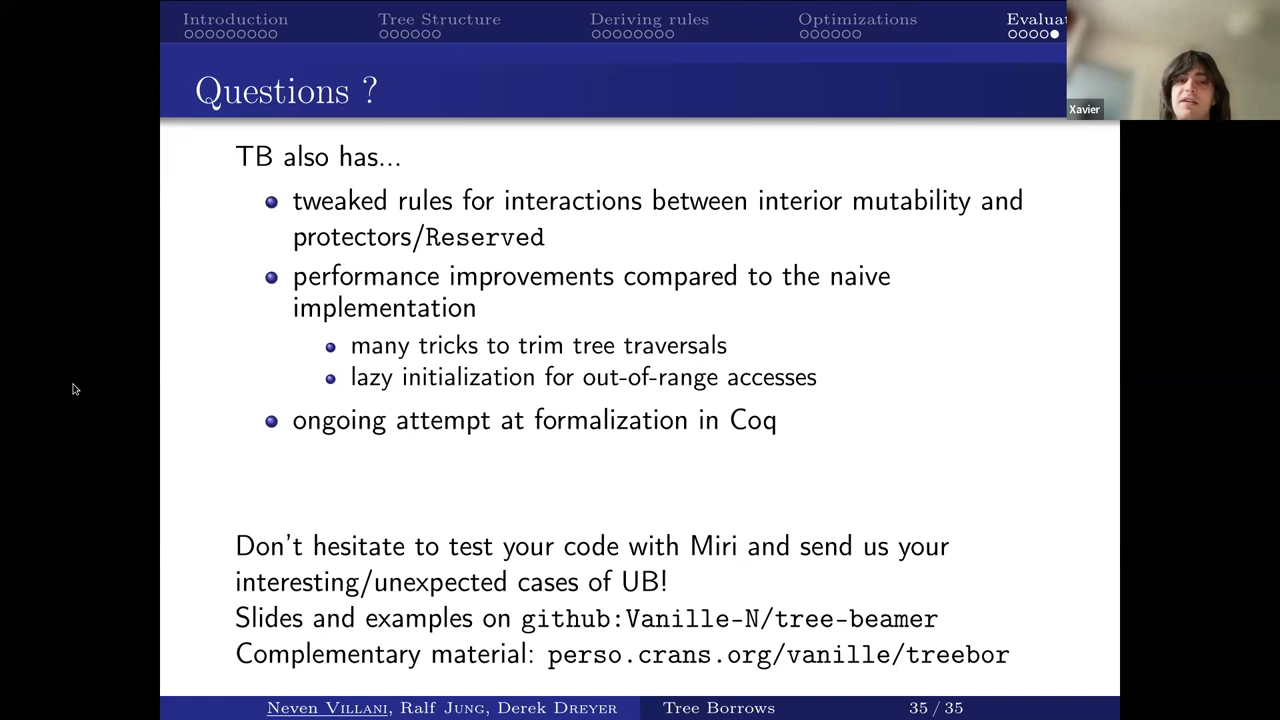 Introduction Tree Structure Deriving rules Optimizations Evaluat
Questions ?
Xavier
TB also has...
tweaked rules for interactions between interior mutability and
protectors/Reserved
performance improvements compared to the naive
implementation
many tricks to trim tree traversals
lazy initialization for out-of-range accesses
ongoing attempt at formalization in Coq
Don't hesitate to test your code with Miri and send us your
interesting/unexpected cases of UB!
Slides and examples on github:Vanille-N/tree-beamer
Complementary material: perso.crans.org/vanille/treebor
Neven Villani, Ralf Jung, Derek Dreyer Tree Borrows 35 / 35